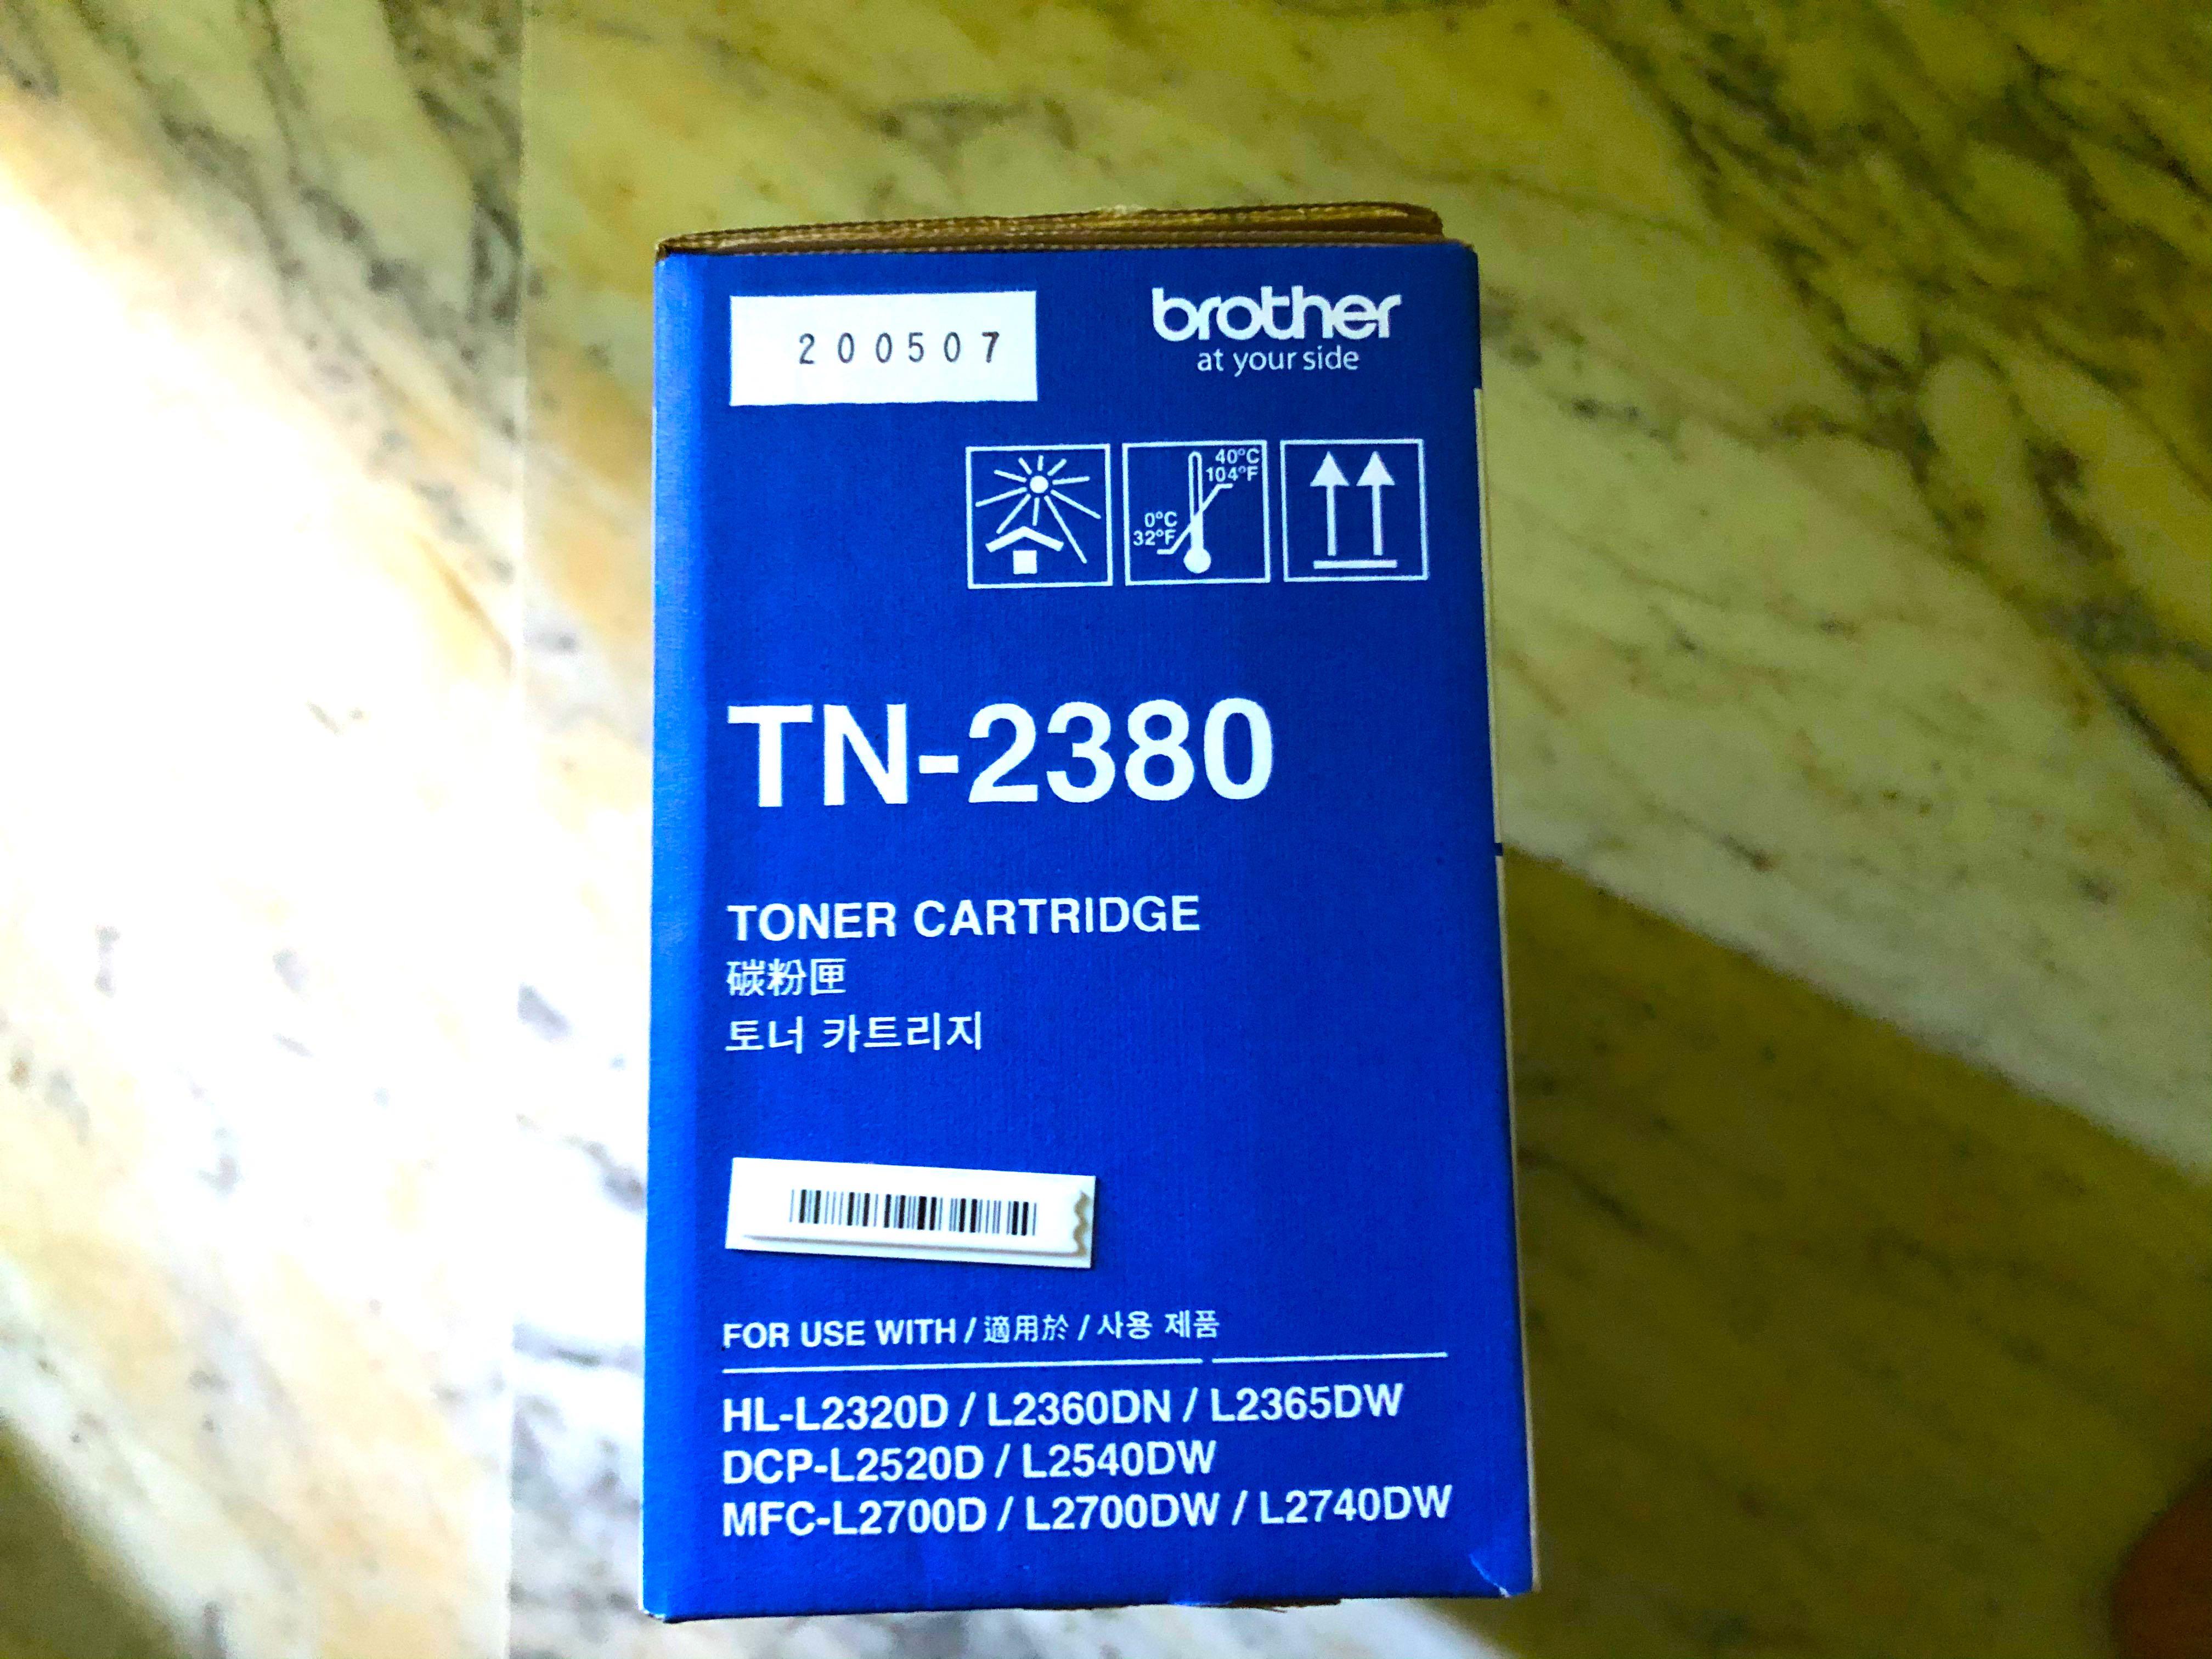 200507
brother
at your side
40°C
104°F
0°C
32°F
TN-2380
TONER CARTRIDGE
碳粉匣
토너 카트리지
FOR USE WITH / 適用於 / 사용 제품
HL-L2320D / L2360DN / L2365DW
DCP-L2520D / L2540DW
MFC-L2700D / L2700DW / L2740DW